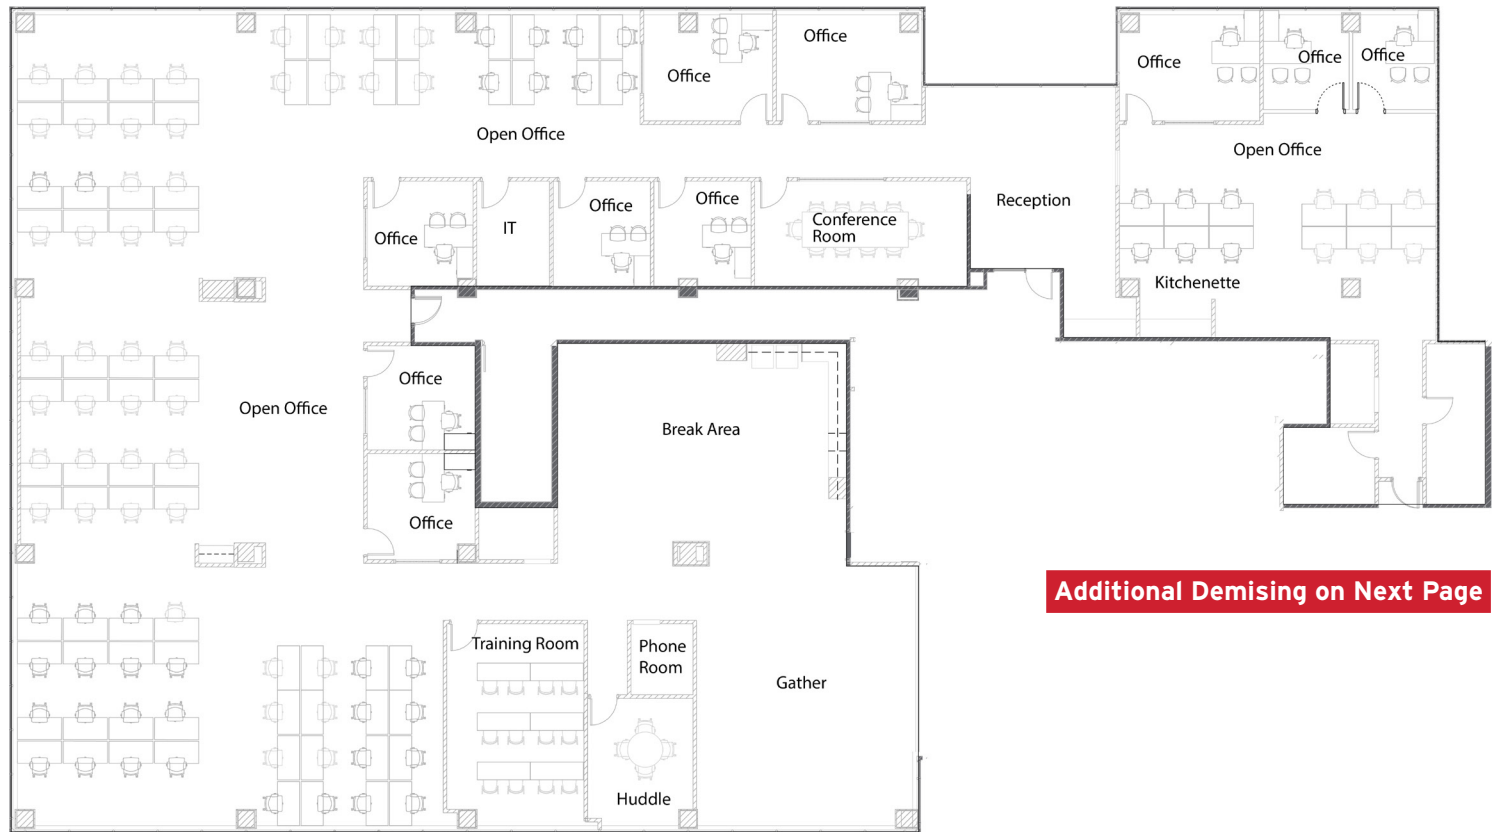 Office
Office
Office
Office
Office
Open Office
Open Office
Office
IT
Office
Office
Conference
Room
Reception
Kitchenette
Office
Open Office
Break Area
Office
Additional Demising on Next Page
Training Room
Phone
Room
Gather
Huddle